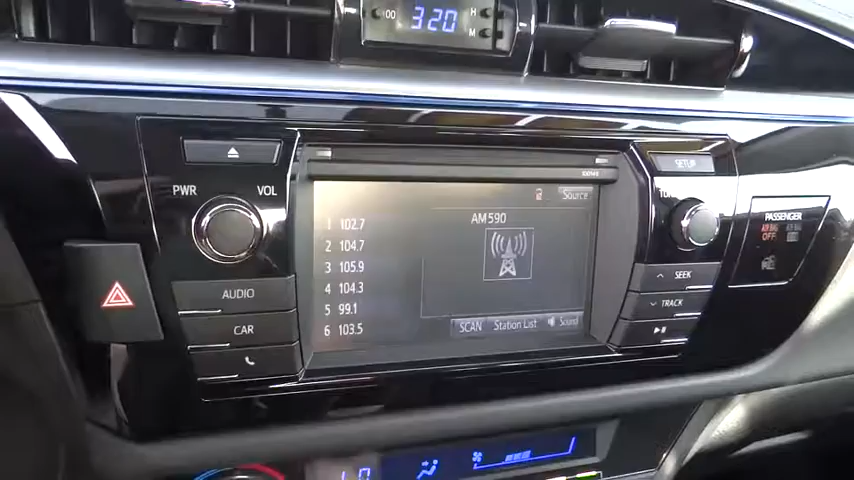 100
3:20
H
M
SETUP
PWR
VOL
Source
PASSENGER
AIR BAG
OFF
1 102.7
2 104.7
3 105.9
4 104.3
5 99.1
6 103.5
AM 590
SEEK
TRACK
AUDIO
CAR
SCAN
Station List
Sound
LO